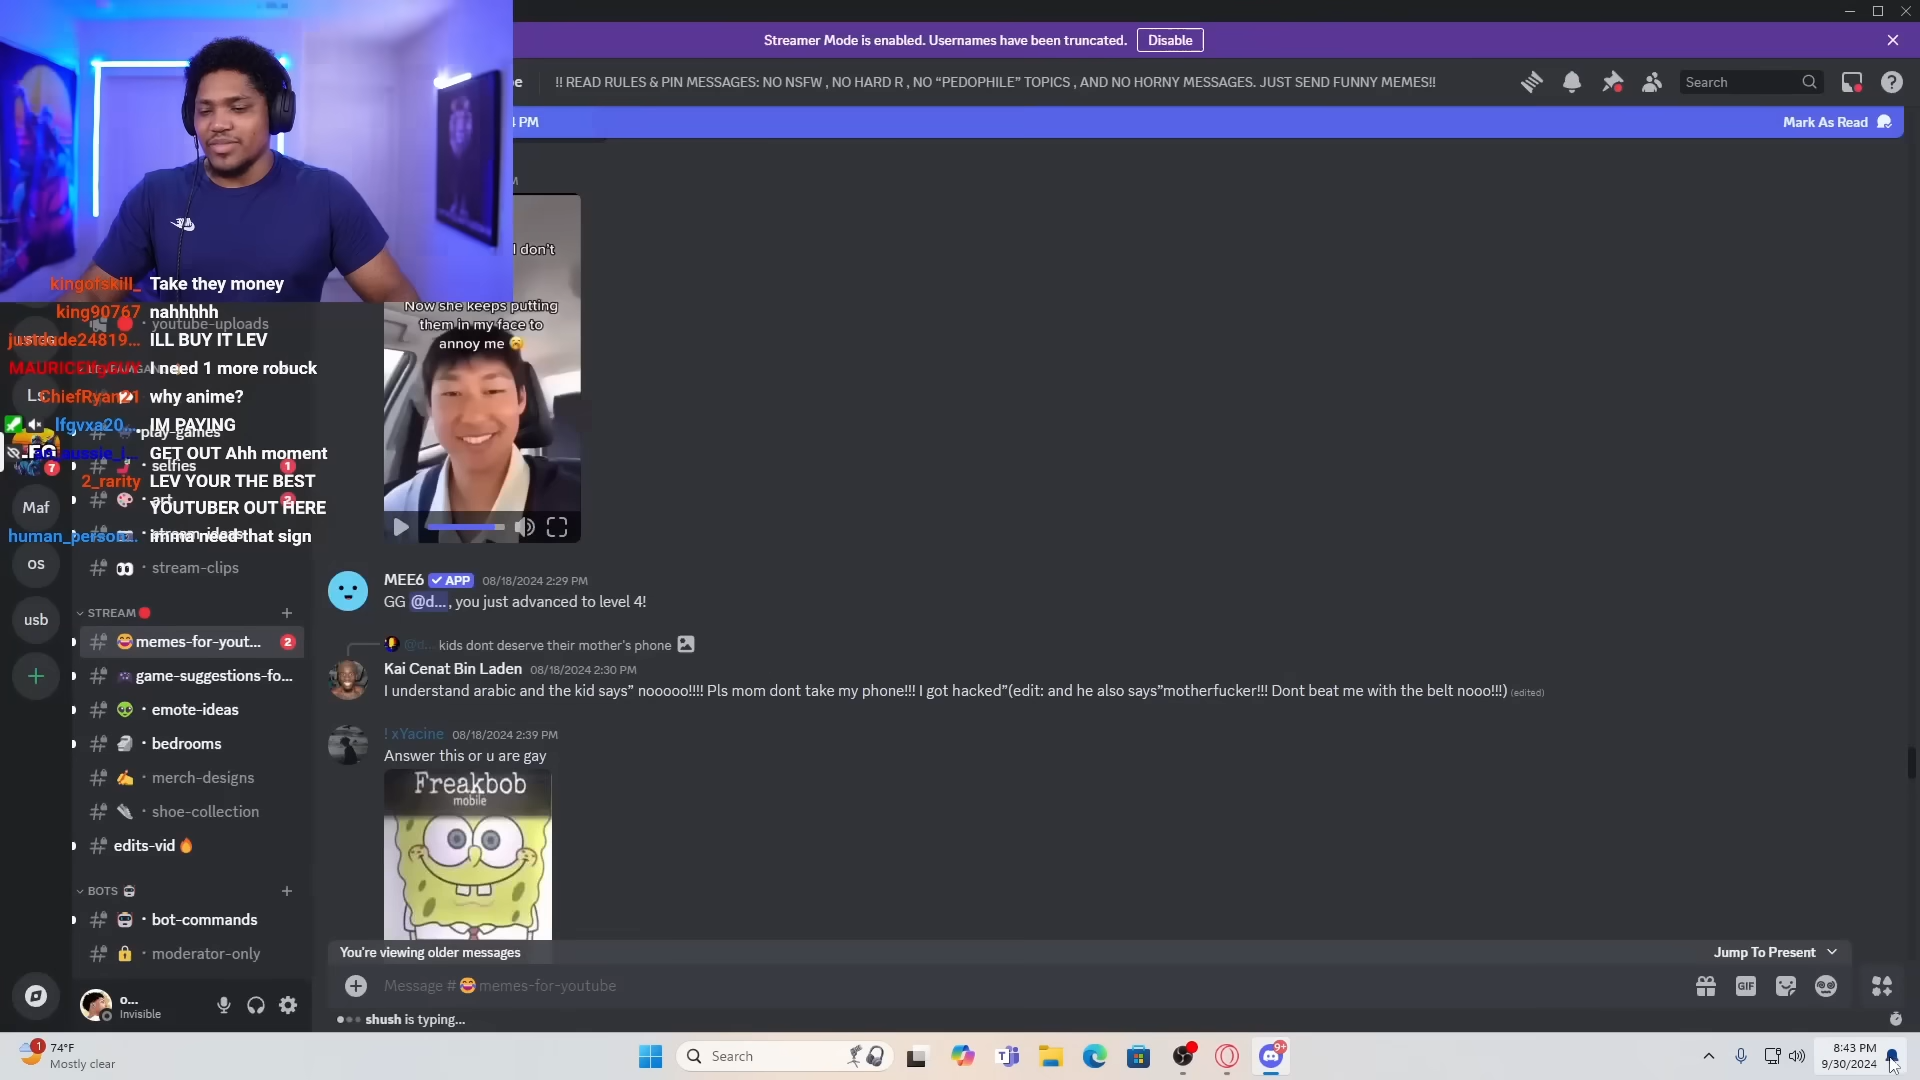 Streamer Mode is enabled. Usernames have been truncated.
Disable
!! READ RULES & PIN MESSAGES: NO NSFW , NO HARD R , NO “PEDOPHILE” TOPICS , AND NO HORNY MESSAGES. JUST SEND FUNNY MEMES!!
Search
PM
Mark As Read
don't
Now she keeps putting
them in my face to
annoy me 😭
kingofskill_ Take they money
king90767 nahhhhh
youtube-uploads
justdude24819... ILL BUY IT LEV
I need 1 more robuck
ChiefRyan21 why anime?
lfgvxa20... IM PAYING
play-games
GET OUT Ahh moment
7
selfies
1
2_rarity LEV YOUR THE BEST
YOUTUBER OUT HERE
art
Maf
human_person... imma need that sign
os
stream-clips
STREAM🔴
usb
😂memes-for-yout...
2
game-suggestions-fo...
emote-ideas
bedrooms
merch-designs
shoe-collection
edits-vid🔥
BOTS
bot-commands
moderator-only
o...
Invisible
MEE6 ✓ APP 08/18/2024 2:29 PM
GG @d..., you just advanced to level 4!
@d... kids dont deserve their mother's phone
Kai Cenat Bin Laden 08/18/2024 2:30 PM
I understand arabic and the kid says” nooooo!!!! Pls mom dont take my phone!!! I got hacked”(edit: and he also says”motherfucker!!! Dont beat me with the belt nooo!!!) (edited)
! xYacine 08/18/2024 2:39 PM
Answer this or u are gay
Freakbob
mobile
You're viewing older messages
Jump To Present
Message #😂memes-for-youtube
GIF
shush is typing...
1
74°F
Mostly clear
Search
9+
8:43 PM
9/30/2024